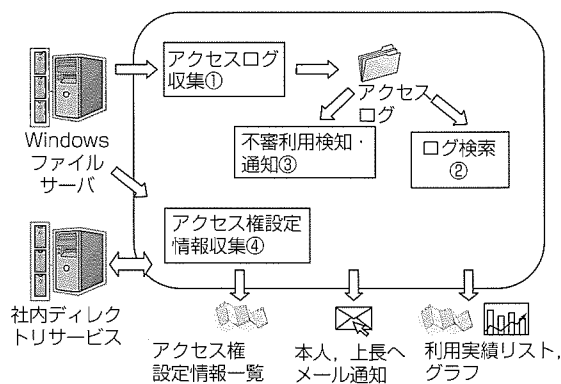 アクセスログ
収集①
アクセス
ログ
Windows
ファイル
サーバ
不審利用検知・
通知③
ログ検索
②
アクセス権設定
情報収集④
社内ディレク
トリサービス
アクセス権
設定情報一覧
本人，上長へ
メール通知
利用実績リスト，
グラフ